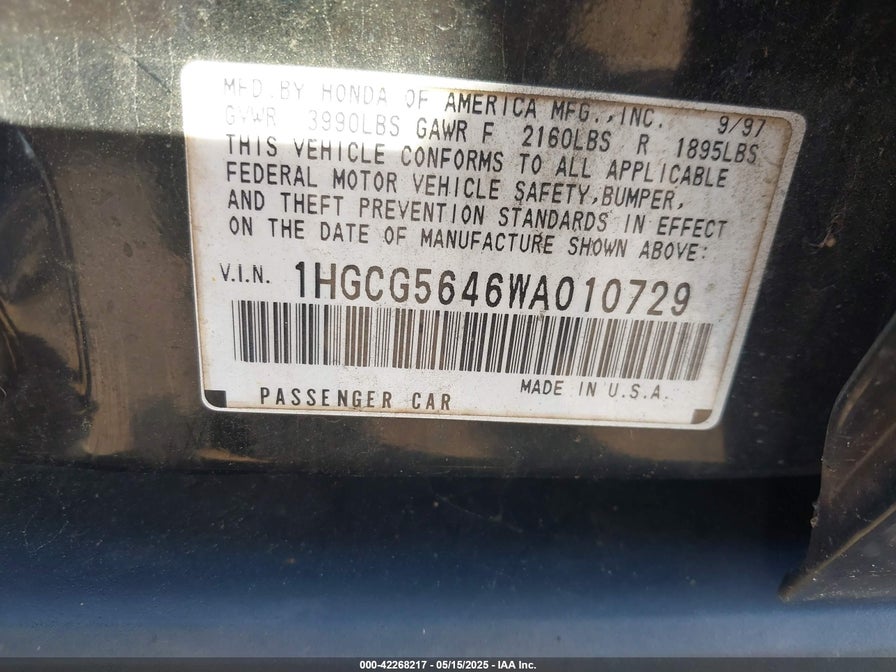 MFD.BY HONDA OF AMERICA MFG.,INC. 9/97
GVWR 3990LBS GAWR F 2160LBS R 1895LBS
THIS VEHICLE CONFORMS TO ALL APPLICABLE
FEDERAL MOTOR VEHICLE SAFETY,BUMPER,
AND THEFT PREVENTION STANDARDS IN EFFECT
ON THE DATE OF MANUFACTURE SHOWN ABOVE:
V.I.N. 1HGCG5646WA010729
PASSENGER CAR MADE IN U.S.A.
000-42268217 - 05/15/2025 - IAA Inc.